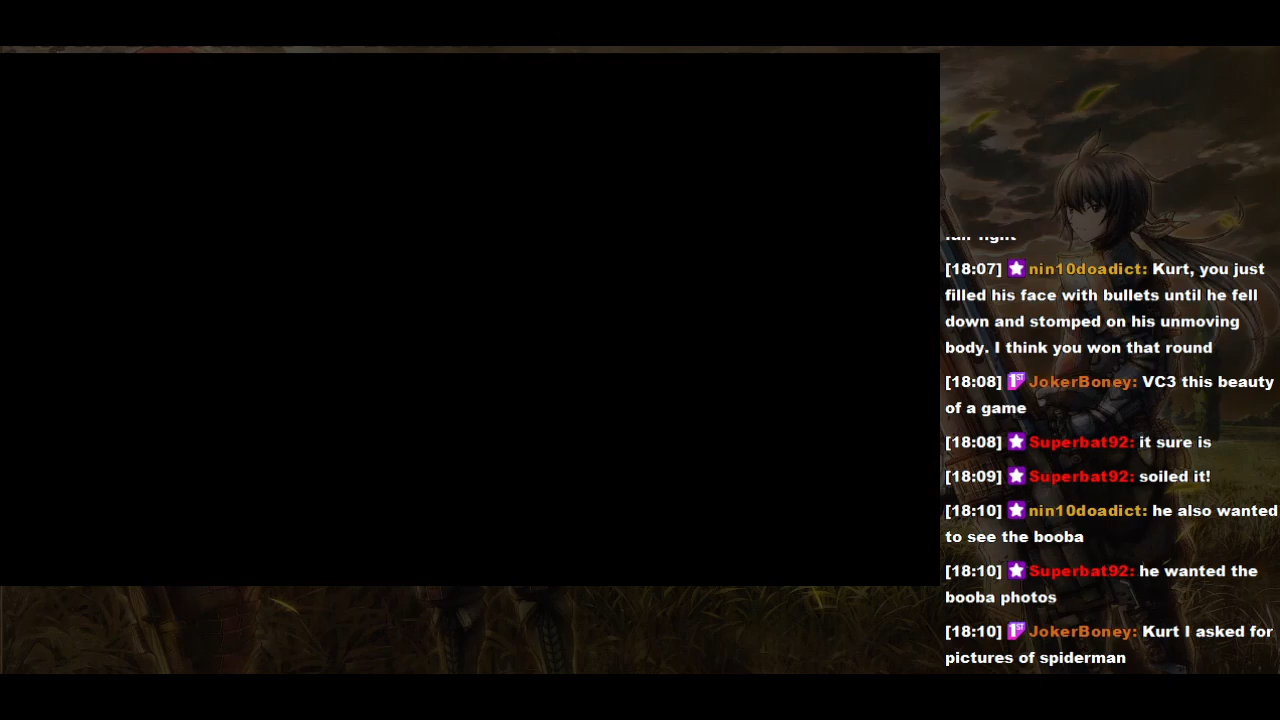 [18:07] nin10doadict: Kurt, you just
filled his face with bullets until he fell
down and stomped on his unmoving
body. I think you won that round
[18:08] 1ST JokerBoney: VC3 this beauty
of a game
[18:08] Superbat92: it sure is
[18:09] Superbat92: soiled it!
[18:10] nin10doadict: he also wanted
to see the booba
[18:10] Superbat92: he wanted the
booba photos
[18:10] 1ST JokerBoney: Kurt I asked for
pictures of spiderman